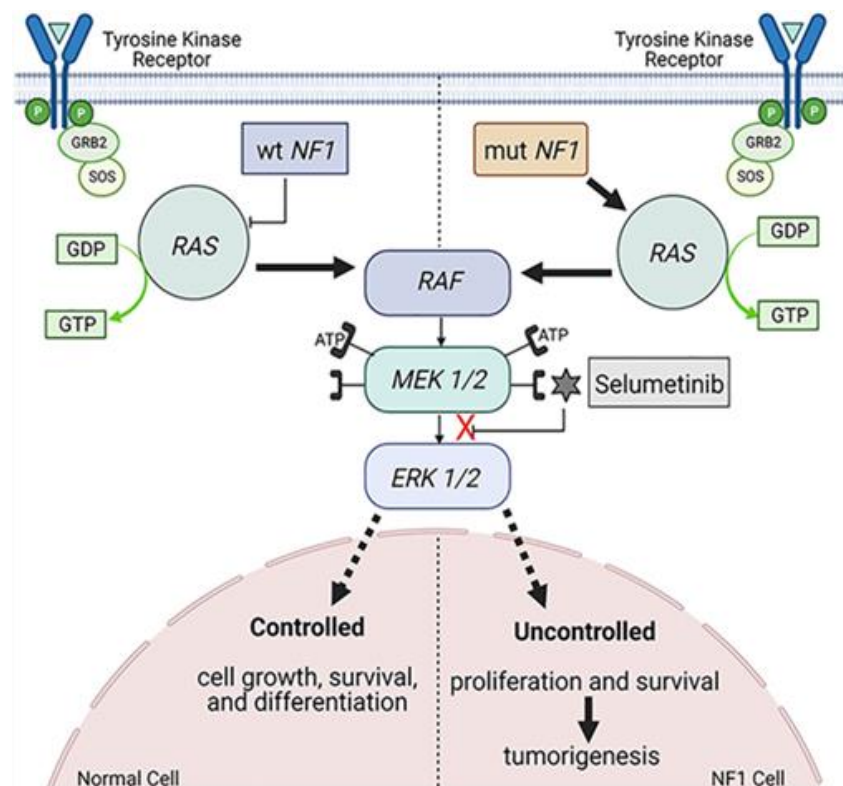 Tyrosine Kinase
Receptor
Tyrosine Kinase
Receptor
P
P
P
P
GRB2
SOS
GRB2
SOS
wt NF1
mut NF1
GDP
RAS
GTP
RAF
RAS
GDP
GTP
ATP
ATP
MEK 1/2
Selumetinib
X
ERK 1/2
Controlled
cell growth, survival,
and differentiation
Uncontrolled
proliferation and survival
tumorigenesis
Normal Cell
NF1 Cell